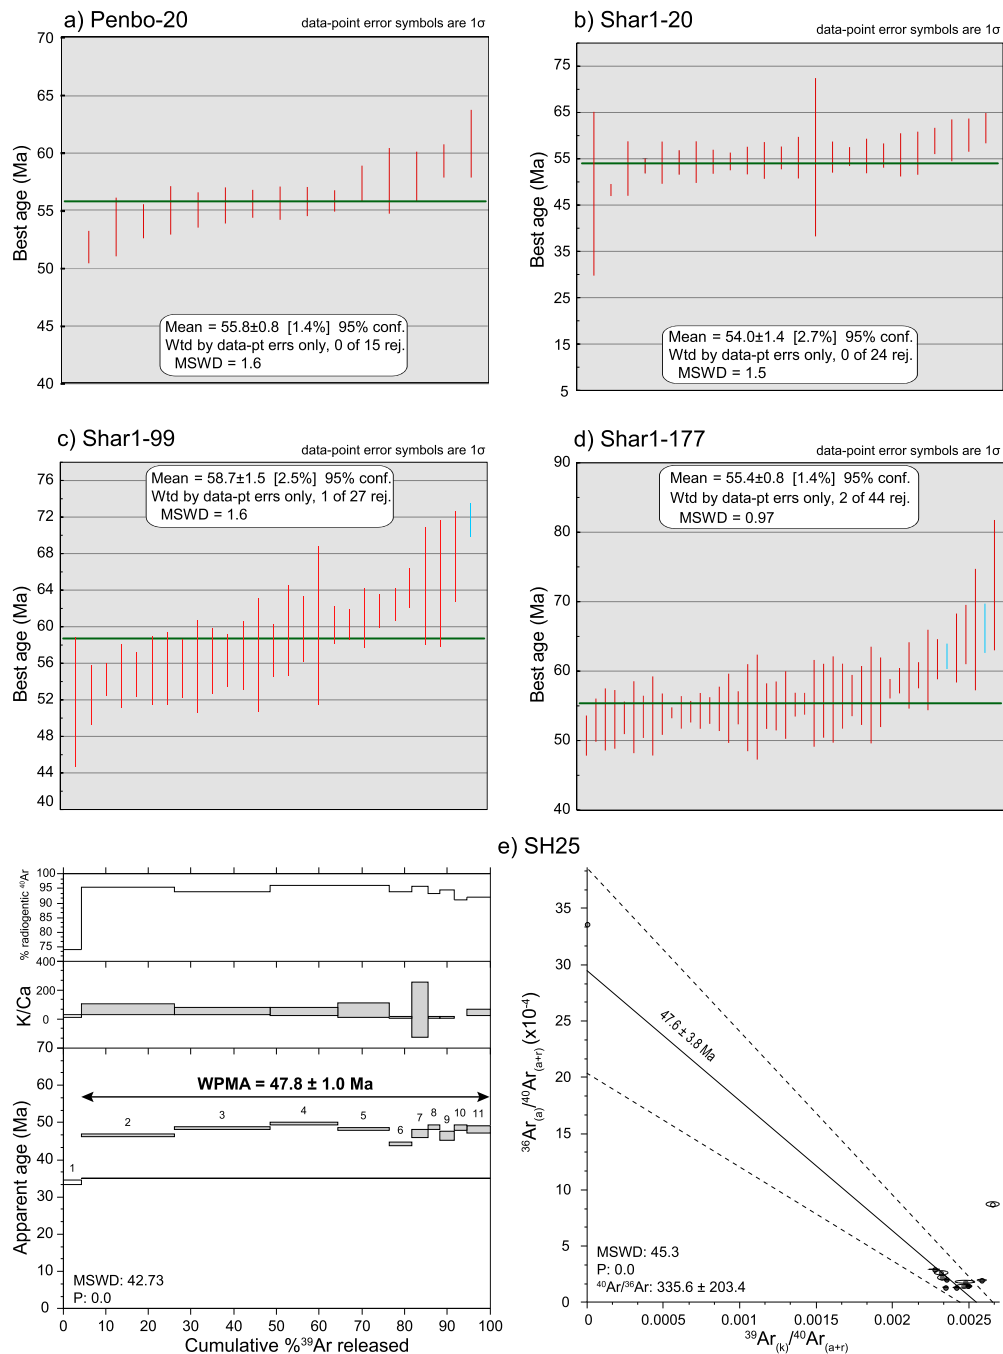 a) Penbo-20
data-point error symbols are 1σ
70
65
60
55
50
45
40
Best age (Ma)
Mean = 55.8±0.8 [1.4%] 95% conf.
Wtd by data-pt errs only, 0 of 15 rej.
MSWD = 1.6
b) Shar1-20
data-point error symbols are 1σ
75
65
55
45
35
25
15
5
Best age (Ma)
Mean = 54.0±1.4 [2.7%] 95% conf.
Wtd by data-pt errs only, 0 of 24 rej.
MSWD = 1.5
c) Shar1-99
data-point error symbols are 1σ
76
72
68
64
60
56
52
48
44
40
Best age (Ma)
Mean = 58.7±1.5 [2.5%] 95% conf.
Wtd by data-pt errs only, 1 of 27 rej.
MSWD = 1.6
d) Shar1-177
data-point error symbols are 1σ
90
80
70
60
50
40
Best age (Ma)
Mean = 55.4±0.8 [1.4%] 95% conf.
Wtd by data-pt errs only, 2 of 44 rej.
MSWD = 0.97
e) SH25
100
95
90
85
80
75
% radiogentic ⁴⁰Ar
400
200
0
K/Ca
70
60
50
40
30
20
10
0
Apparent age (Ma)
WPMA = 47.8 ± 1.0 Ma
1
2
3
4
5
6
7
8
9
10
11
MSWD: 42.73
P: 0.0
0 10 20 30 40 50 60 70 80 90 100
Cumulative %³⁹Ar released
35
30
25
20
15
10
5
0
³⁶Ar(a)/⁴⁰Ar(a+r) (x10⁻⁴)
47.6 ± 3.8 Ma
MSWD: 45.3
P: 0.0
⁴⁰Ar/³⁶Ar: 335.6 ± 203.4
0 0.0005 0.001 0.0015 0.002 0.0025
³⁹Ar(k)/⁴⁰Ar(a+r)